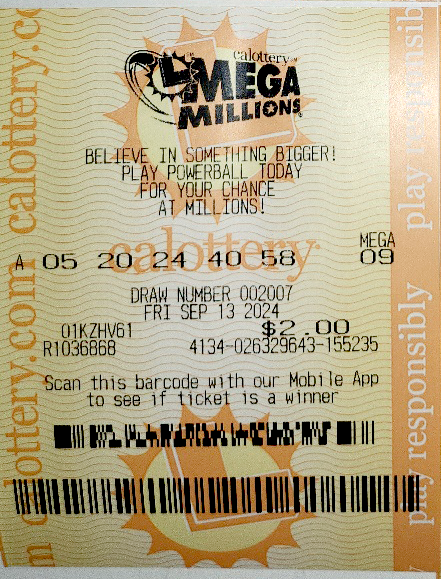 calottery
MEGA
MILLIONS
BELIEVE IN SOMETHING BIGGER!
PLAY POWERBALL TODAY
FOR YOUR CHANCE
AT MILLIONS!
calottery
MEGA
A 05 20 24 40 58 09
DRAW NUMBER 002007
FRI SEP 13 2024
01KZHV61 $2.00
R1036868 4134-026329643-155235
Scan this barcode with our Mobile App
to see if ticket is a winner
calottery
calottery.com calottery.c
play responsibly play responsib